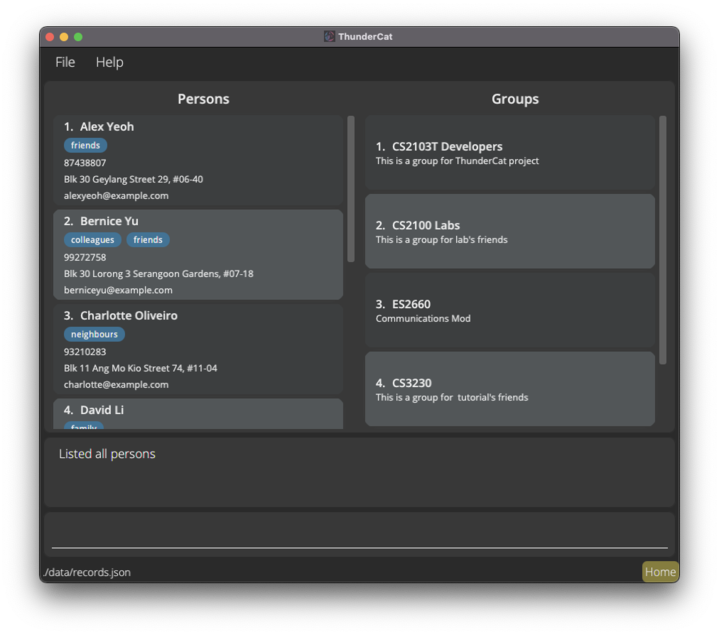 ThunderCat
File Help
Persons
1. Alex Yeoh
friends
87438807
Blk 30 Geylang Street 29, #06-40
alexyeoh@example.com
2. Bernice Yu
colleagues friends
99272758
Blk 30 Lorong 3 Serangoon Gardens, #07-18
berniceyu@example.com
3. Charlotte Oliveiro
neighbours
93210283
Blk 11 Ang Mo Kio Street 74, #11-04
charlotte@example.com
4. David Li
family
Groups
1. CS2103T Developers
This is a group for ThunderCat project
2. CS2100 Labs
This is a group for lab's friends
3. ES2660
Communications Mod
4. CS3230
This is a group for  tutorial's friends
Listed all persons
./data/records.json
Home